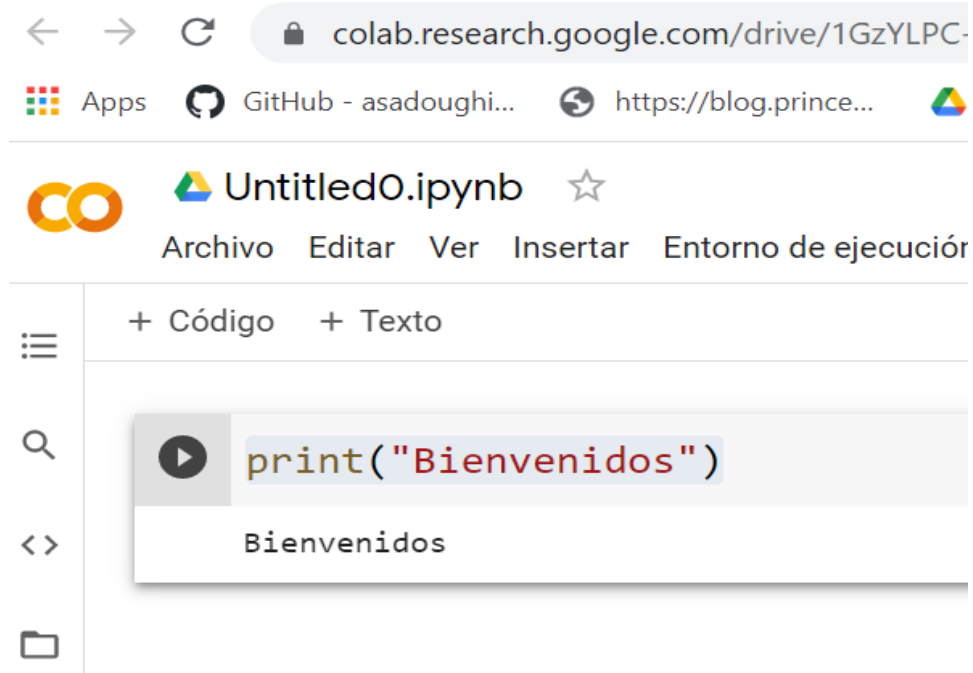 colab.research.google.com/drive/1GzYLPC-
Apps GitHub - asadoughi... https://blog.prince...
Untitled0.ipynb
Archivo Editar Ver Insertar Entorno de ejecución
+ Código + Texto
print("Bienvenidos")
Bienvenidos